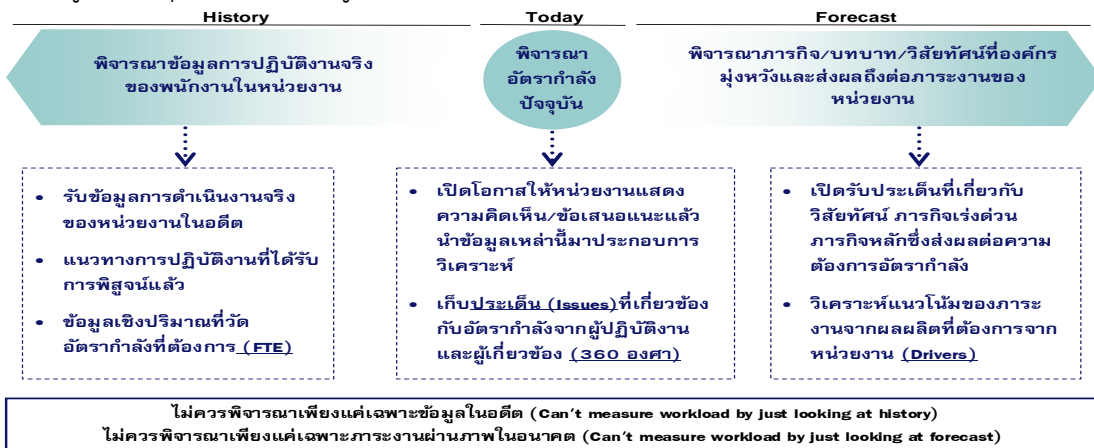 History
Today
Forecast
พิจารณาข้อมูลการปฏิบัติงานจริง
ของพนักงานในหน่วยงาน
พิจารณา
อัตรากำลัง
ปัจจุบัน
พิจารณาภารกิจ/บทบาท/วิสัยทัศน์ที่องค์กร
มุ่งหวังและส่งผลถึงต่อภาระงานของ
หน่วยงาน
• รับข้อมูลการดำเนินงานจริง
ของหน่วยงานในอดีต
• แนวทางการปฏิบัติงานที่ได้รับ
การพิสูจน์แล้ว
• ข้อมูลเชิงปริมาณที่วัด
อัตรากำลังที่ต้องการ (FTE)
• เปิดโอกาสให้หน่วยงานแสดง
ความคิดเห็น/ข้อเสนอแนะแล้ว
นำข้อมูลเหล่านี้มาประกอบการ
วิเคราะห์
• เก็บประเด็น (Issues)ที่เกี่ยวข้อง
กับอัตรากำลังจากผู้ปฏิบัติงาน
และผู้เกี่ยวข้อง (360 องศา)
• เปิดรับประเด็นที่เกี่ยวกับ
วิสัยทัศน์ ภารกิจเร่งด่วน
ภารกิจหลักซึ่งส่งผลต่อความ
ต้องการอัตรากำลัง
• วิเคราะห์แนวโน้มของภาระ
งานจากผลผลิตที่ต้องการจาก
หน่วยงาน (Drivers)
ไม่ควรพิจารณาเพียงแค่เฉพาะข้อมูลในอดีต (Can't measure workload by just looking at history)
ไม่ควรพิจารณาเพียงแค่เฉพาะภาระงานผ่านภาพในอนาคต (Can't measure workload by just looking at forecast)